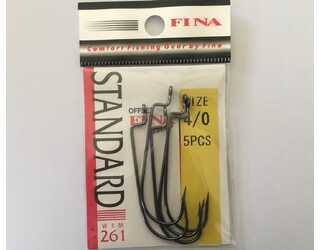 FINA
Comfort Fishing Gear by Fina
STANDARD
OFFSET
FINA
SIZE
4/0
5PCS
261